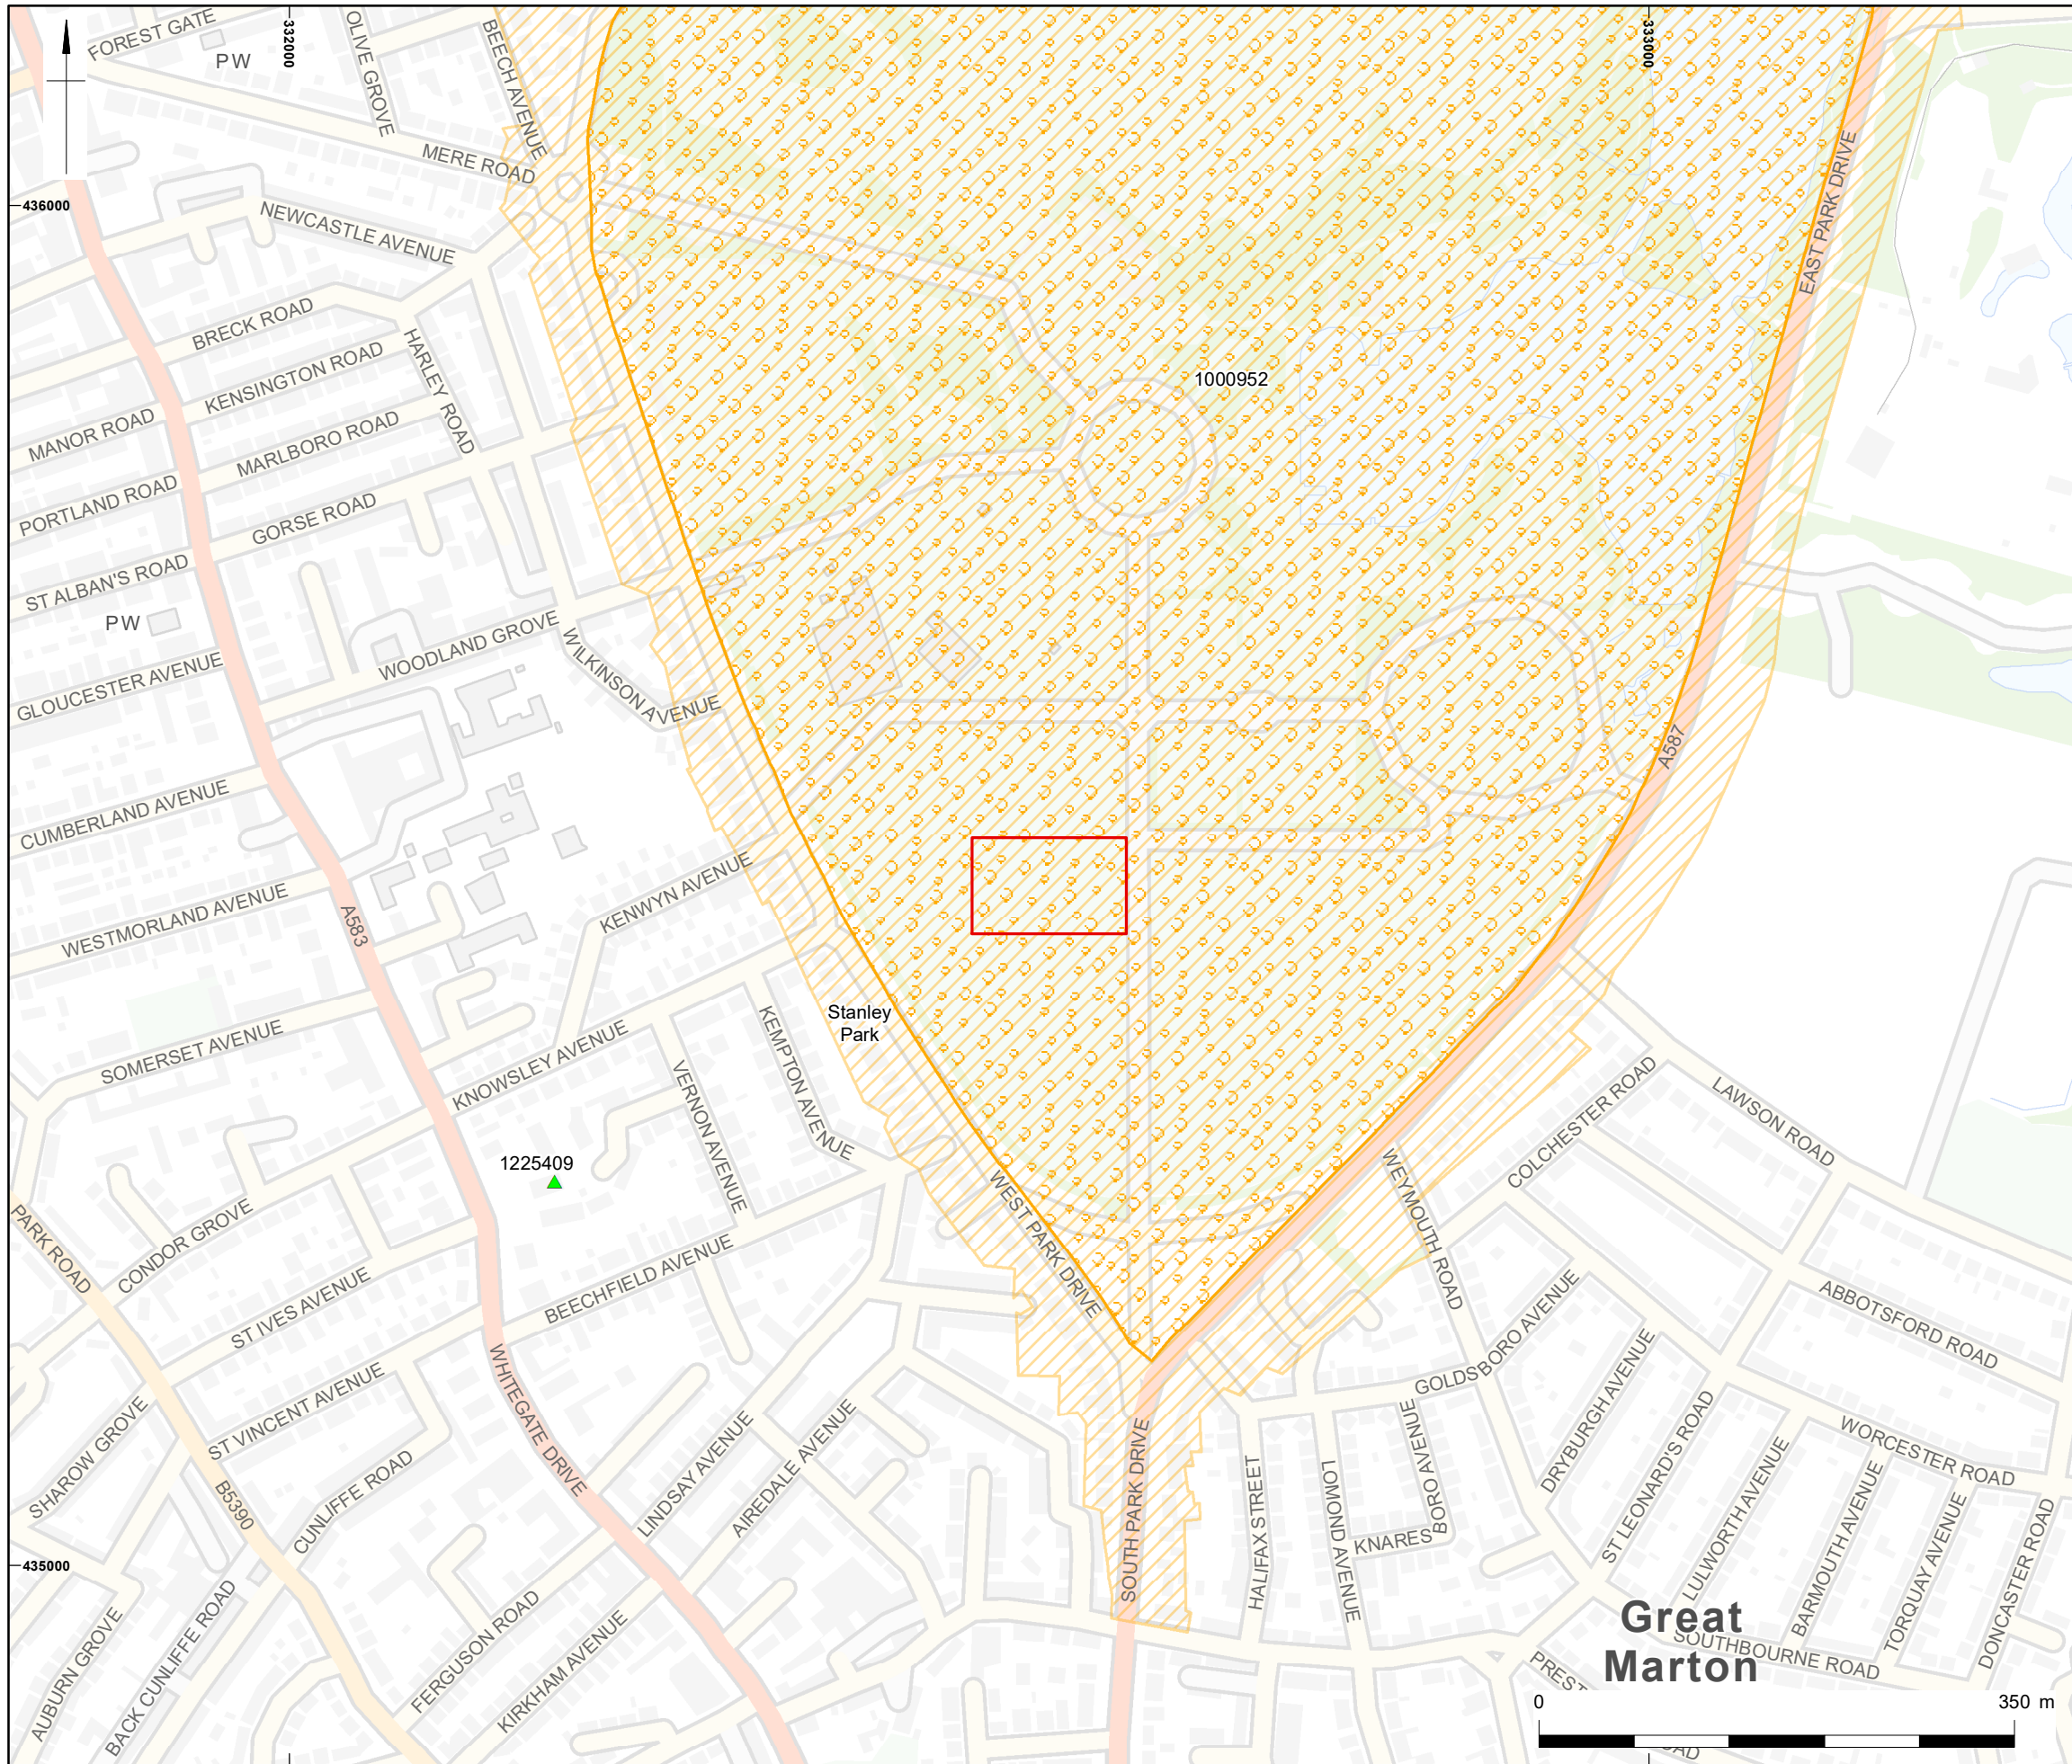 FOREST GATE
PW
332000
OLIVE GROVE
BEECH AVENUE
333000
MERE ROAD
EAST PARK DRIVE
436000
NEWCASTLE AVENUE
BRECK ROAD
HARLEY ROAD
KENSINGTON ROAD
1000952
MANOR ROAD
MARLBORO ROAD
PORTLAND ROAD
GORSE ROAD
ST ALBAN'S ROAD
PW
WOODLAND GROVE
WILKINSON AVENUE
GLOUCESTER AVENUE
A587
CUMBERLAND AVENUE
KENWYN AVENUE
WESTMORLAND AVENUE
A583
Stanley
Park
SOMERSET AVENUE
KNOWSLEY AVENUE
KEMPTON AVENUE
VERNON AVENUE
COLCHESTER ROAD
LAWSON ROAD
1225409
WEST PARK DRIVE
WEYMOUTH ROAD
PARK ROAD
CONDOR GROVE
ST IVES AVENUE
BEECHFIELD AVENUE
ABBOTSFORD ROAD
GOLDSBORO AVENUE
WHITEGATE DRIVE
ST VINCENT AVENUE
SHAROW GROVE
B5390
CUNLIFFE ROAD
LINDSAY AVENUE
AIREDALE AVENUE
SOUTH PARK DRIVE
HALIFAX STREET
LOMOND AVENUE
KNARES
BORO AVENUE
DRYBURGH AVENUE
ST LEONARD'S ROAD
WORCESTER ROAD
LULWORTH AVENUE
BARMOUTH AVENUE
TORQUAY AVENUE
DONCASTER ROAD
435000
AUBURN GROVE
BACK CUNLIFFE ROAD
FERGUSON ROAD
KIRKHAM AVENUE
Great
Marton
SOUTHBOURNE ROAD
PREST
OAD
0 350 m